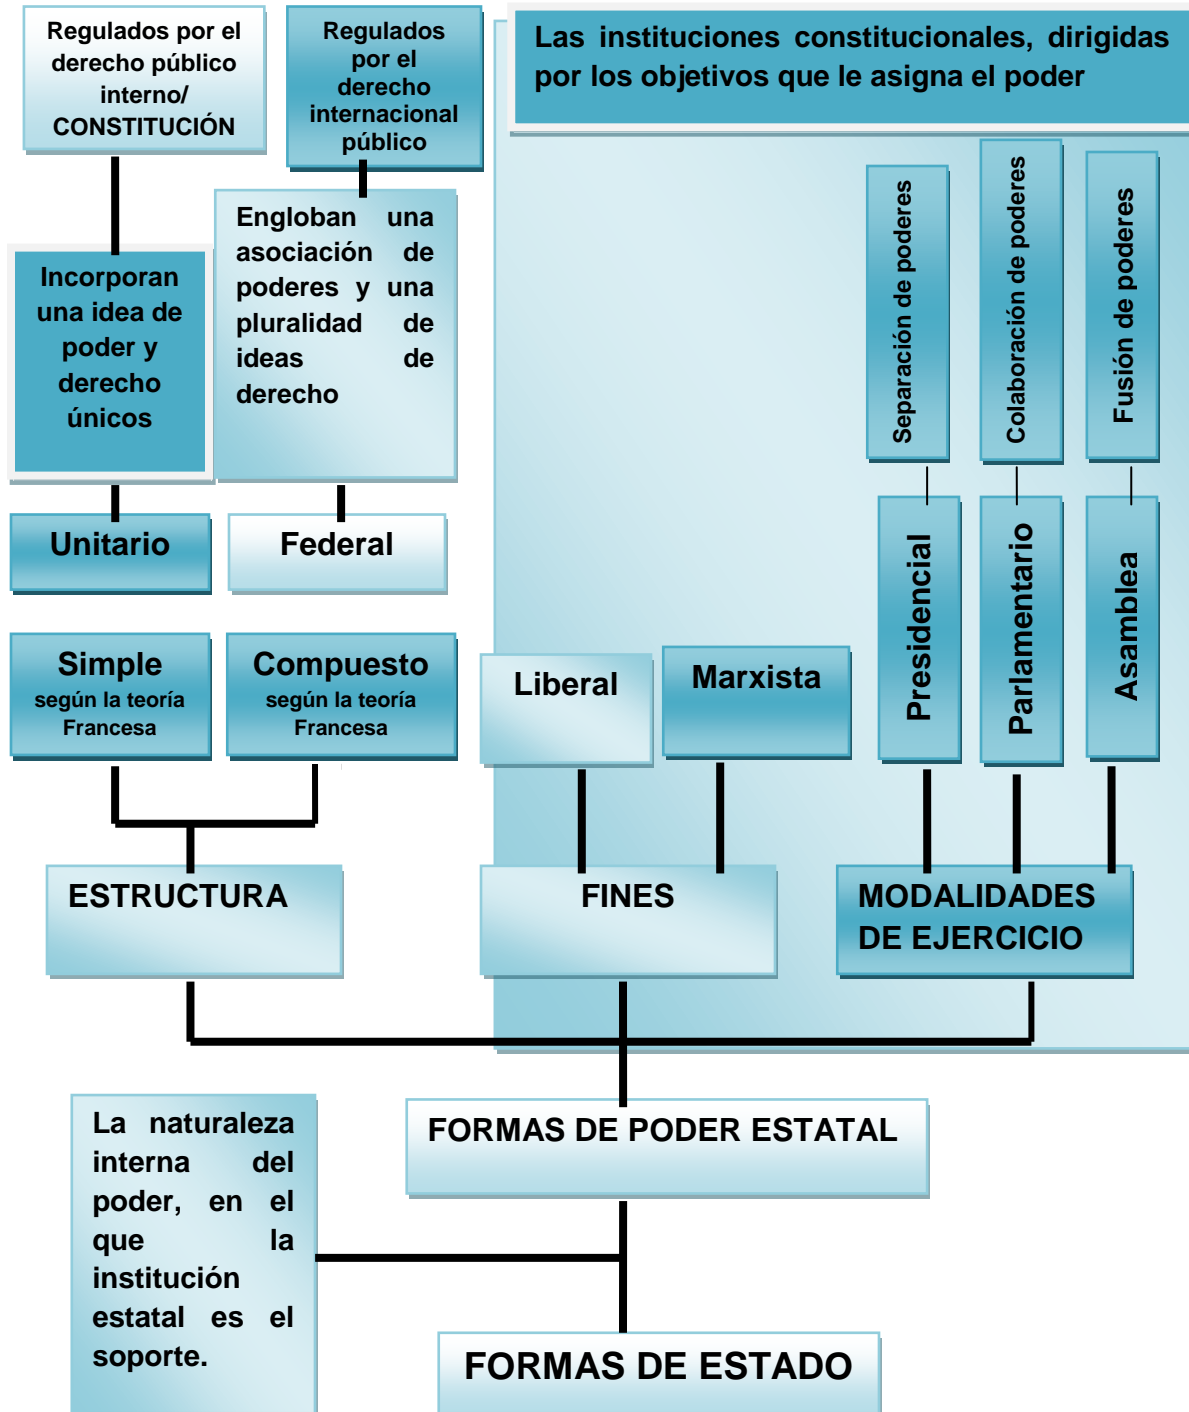 Regulados por el
derecho público
interno/
CONSTITUCIÓN
Regulados
por el
derecho
internacional
público
Las instituciones constitucionales, dirigidas
por los objetivos que le asigna el poder
Incorporan
una idea de
poder y
derecho
únicos
Engloban una
asociación de
poderes y una
pluralidad de
ideas de
derecho
Separación de poderes
Colaboración de poderes
Fusión de poderes
Unitario
Federal
Presidencial
Parlamentario
Asamblea
Simple
según la teoría
Francesa
Compuesto
según la teoría
Francesa
Liberal
Marxista
ESTRUCTURA
FINES
MODALIDADES
DE EJERCICIO
La naturaleza
interna del
poder, en el
que la
institución
estatal es el
soporte.
FORMAS DE PODER ESTATAL
FORMAS DE ESTADO